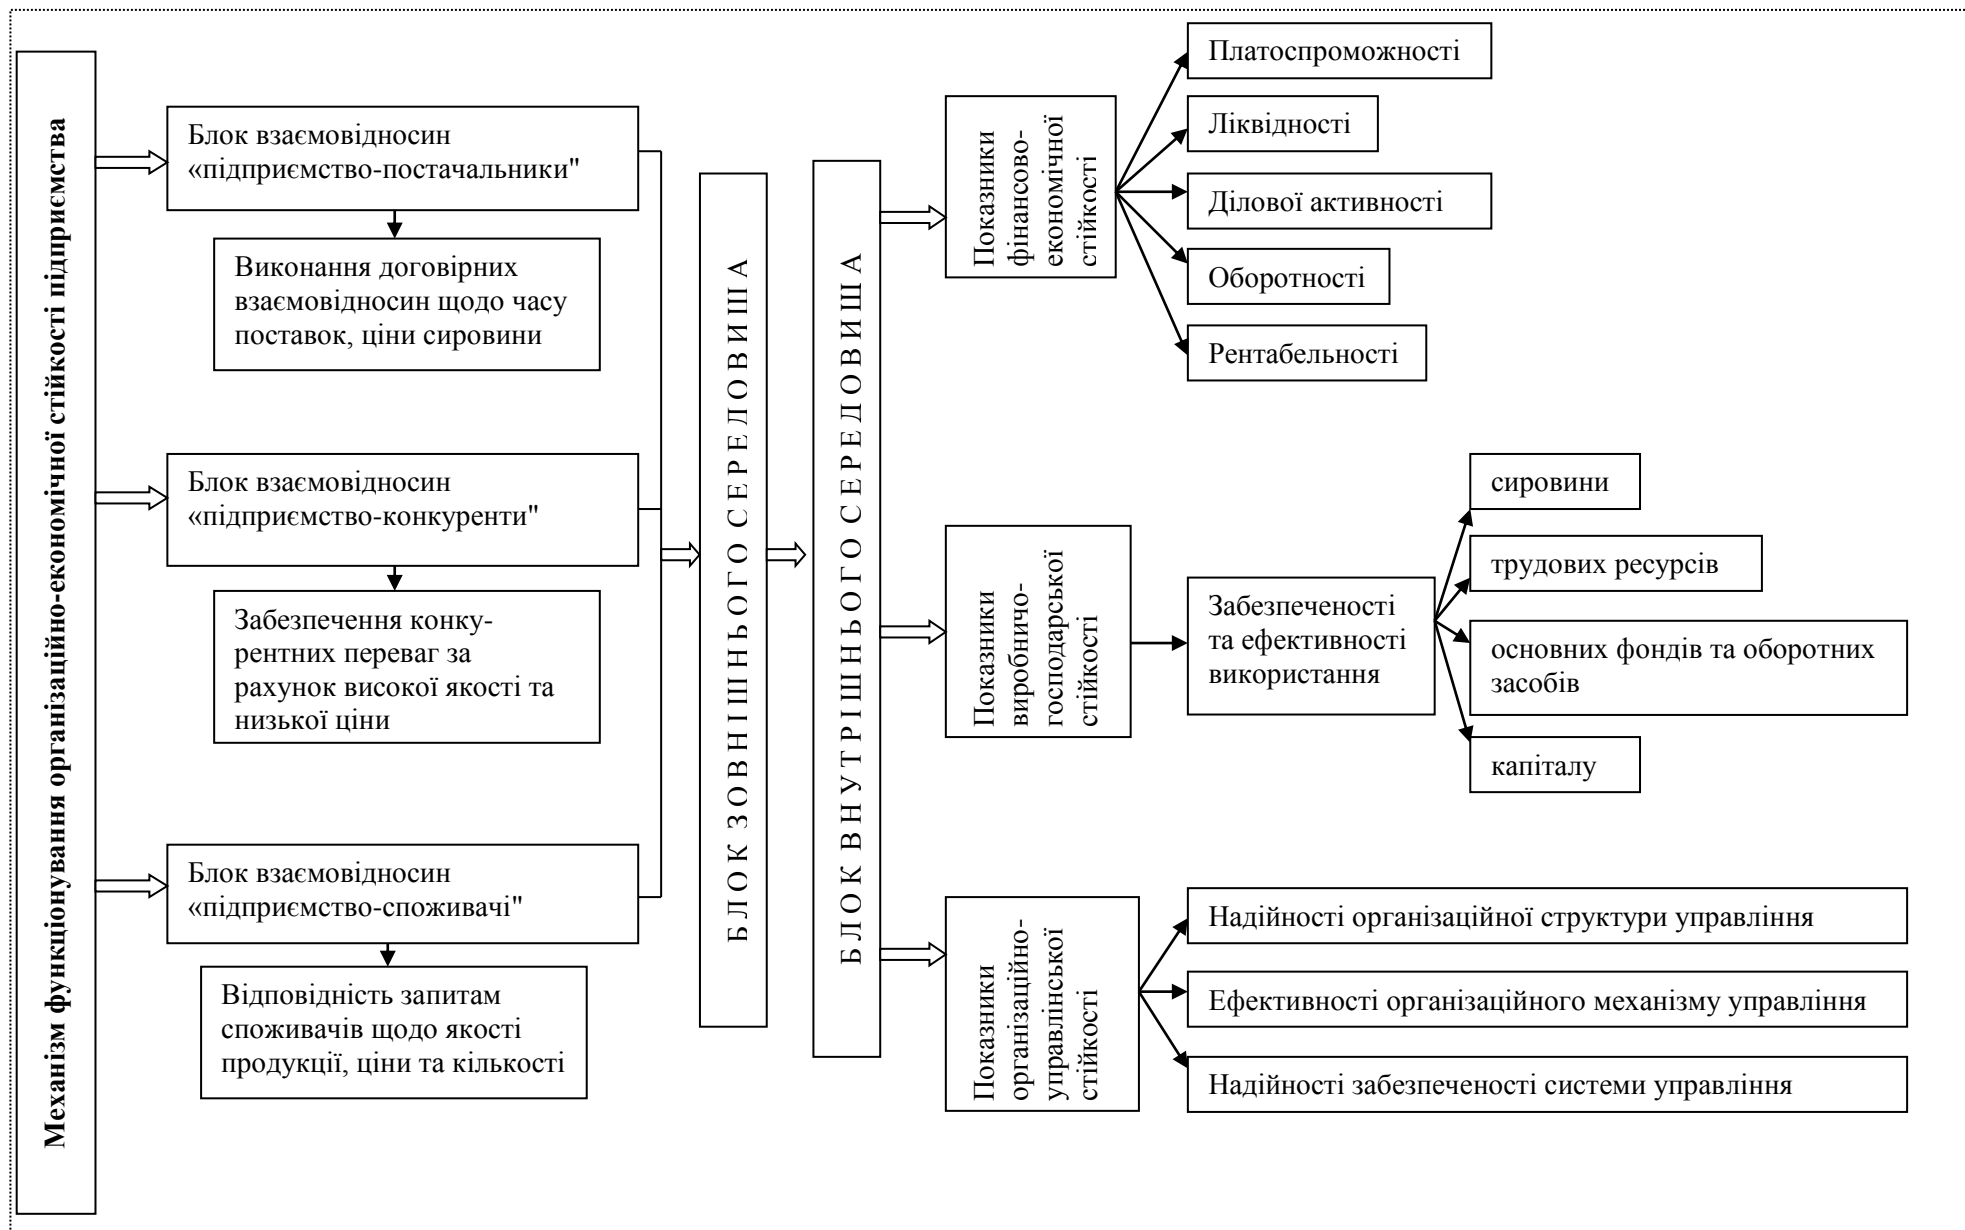 Механізм функціонування організаційно-економічної стійкості підприємства
Блок взаємовідносин
«підприємство-постачальники"
Виконання договірних
взаємовідносин щодо часу
поставок, ціни сировини
Блок взаємовідносин
«підприємство-конкуренти"
Забезпечення конку-
рентних переваг за
рахунок високої якості та
низької ціни
Блок взаємовідносин
«підприємство-споживачі"
Відповідність запитам
споживачів щодо якості
продукції, ціни та кількості
Б Л О К З О В Н І Ш Н Ь О Г О С Е Р Е Д О В И Щ А
Б Л О К В Н У Т Р І Ш Н Ь О Г О С Е Р Е Д О В И Щ А
Показники
фінансово-
економічної
стійкості
Платоспроможності
Ліквідності
Ділової активності
Оборотності
Рентабельності
Показники
виробничо-
господарської
стійкості
Забезпеченості
та ефективності
використання
сировини
трудових ресурсів
основних фондів та оборотних
засобів
капіталу
Показники
організаційно-
управлінської
стійкості
Надійності організаційної структури управління
Ефективності організаційного механізму управління
Надійності забезпеченості системи управління